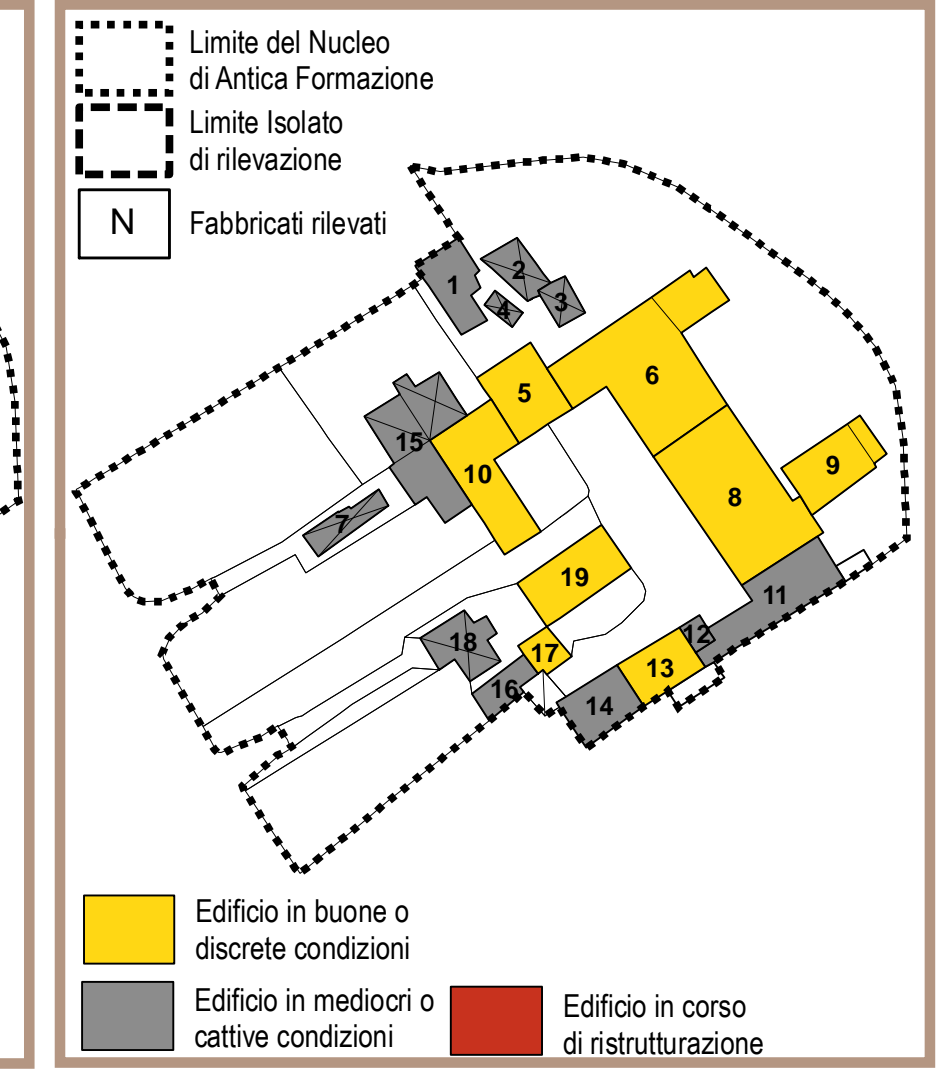 Limite del Nucleo
di Antica Formazione
Limite Isolato
di rilevazione
N
Fabbricati rilevati
1
2
3
4
5
6
15
10
9
7
8
19
11
18
12
17
13
16
14
Edificio in buone o
discrete condizioni
Edificio in mediocri o
cattive condizioni
Edificio in corso
di ristrutturazione